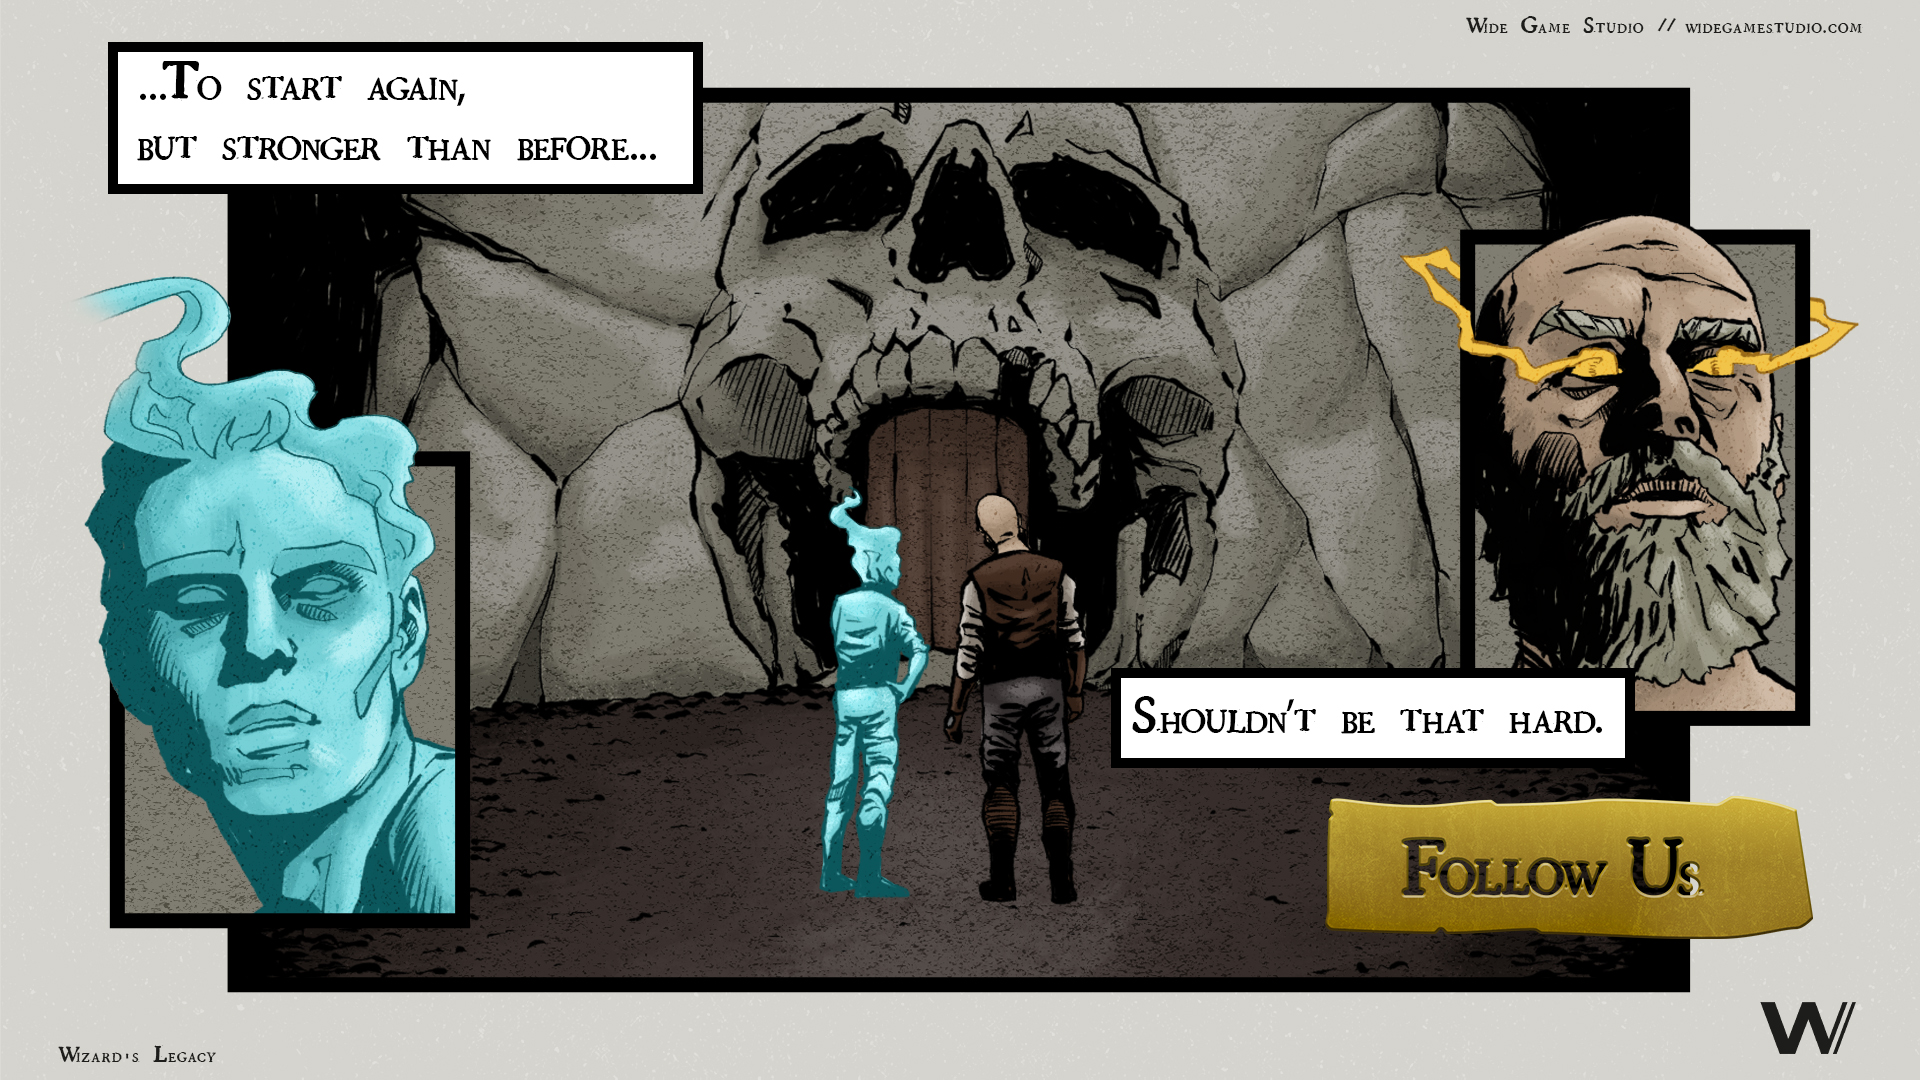 Wide Game Studio // widegamestudio.com
...To start again,
but stronger than before...
Shouldn't be that hard.
Follow Us
Wizard's Legacy
W//